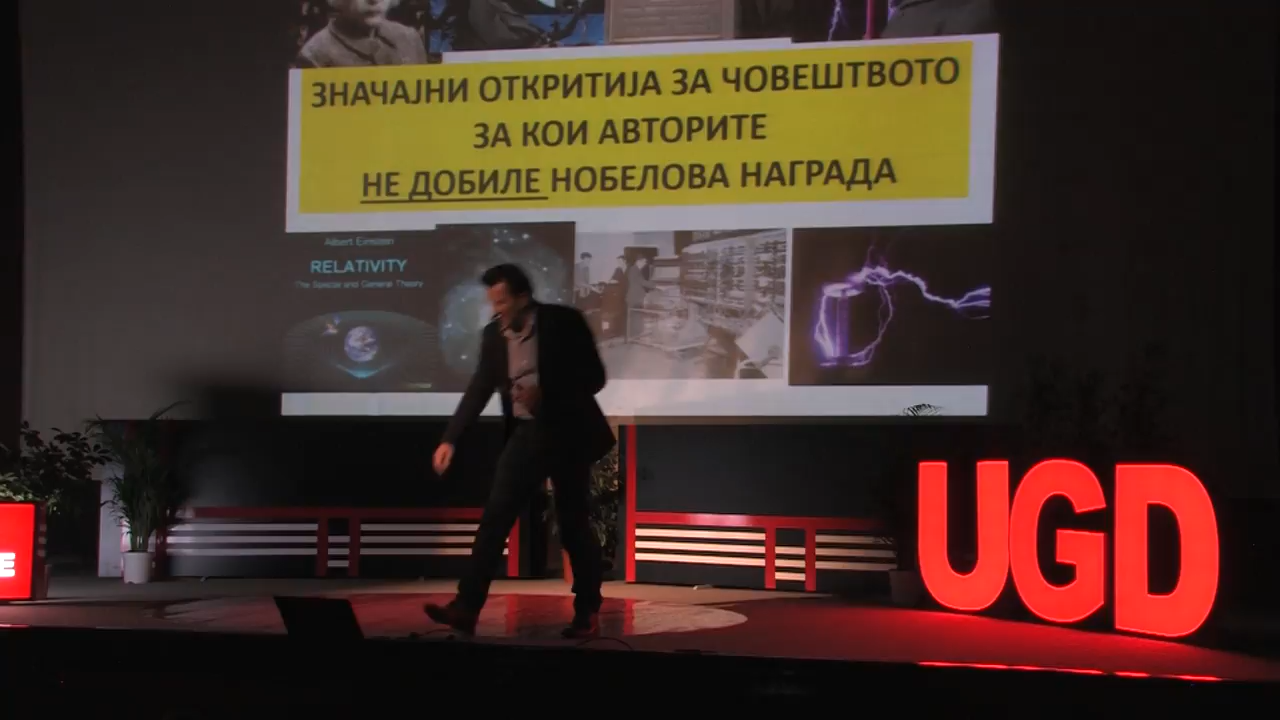 ЗНАЧАЈНИ ОТКРИТИЈА ЗА ЧОВЕШТВОТО
ЗА КОИ АВТОРИТЕ
НЕ ДОБИЛЕ НОБЕЛОВА НАГРАДА
Albert Einstein
RELATIVITY
The Special and General Theory
UGD
E